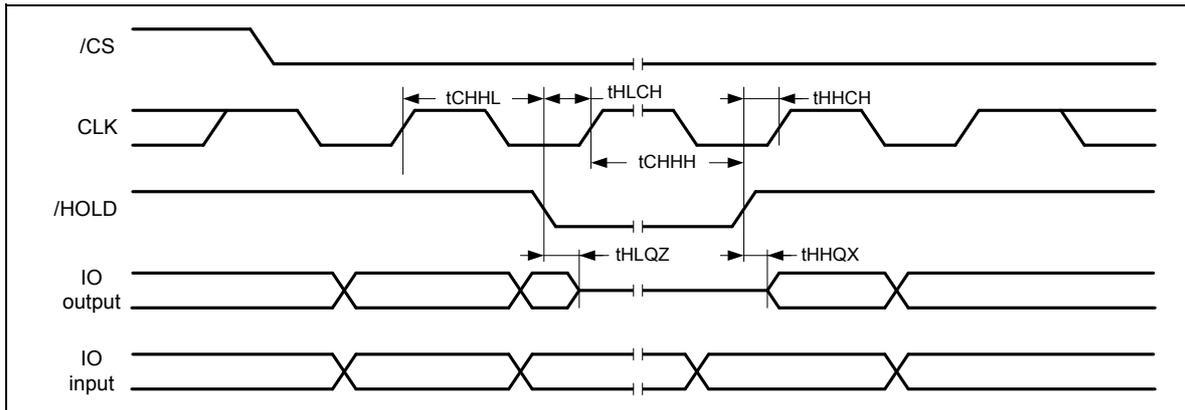 /CS
tCHHL
tHLCH
tHHCH
CLK
tCHHH
/HOLD
tHLQZ
tHHQX
IO
output
IO
input